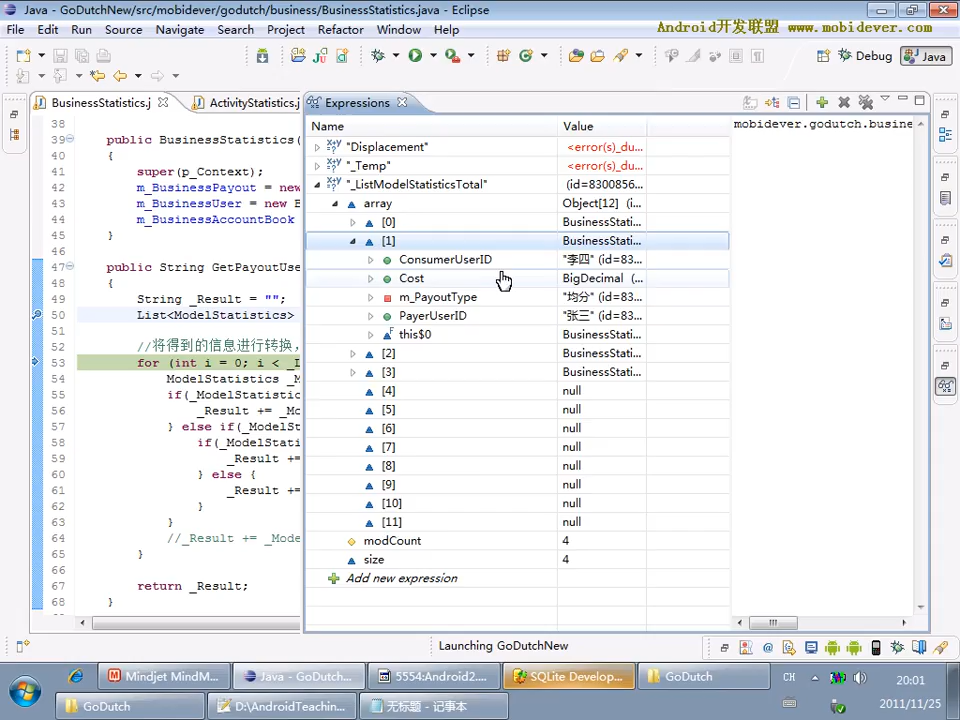 Java - GoDutchNew/src/mobidever/godutch/business/BusinessStatistics.java - Eclipse
File Edit Run Source Navigate Search Project Refactor Window Help
Android开发联盟 www.mobidever.com
Debug Java
BusinessStatistics.j ActivityStatistics.j Expressions
38
39 public BusinessStatistics(
40 {
41 super(p_Context);
42 m_BusinessPayout = new
43 m_BusinessUser = new B
44 m_BusinessAccountBook
45 }
46
47 public String GetPayoutUse
48 {
49 String _Result = "";
50 List<ModelStatistics>
51
52 //将得到的信息进行转换,
53 for (int i = 0; i < _L
54 ModelStatistics _M
55 if(_ModelStatistic
56 _Result += _Mo
57 } else if(_ModelSt
58 if(_ModelStati
59 _Result +=
60 } else {
61 _Result +=
62 }
63 }
64 //_Result += _Mode
65 }
66
67 return _Result;
68 }
Name Value
"Displacement" <error(s)_du...
"_Temp" <error(s)_du...
"_ListModelStatisticsTotal" (id=8300856...
array Object[12] (i...
[0] BusinessStati...
[1] BusinessStati...
ConsumerUserID "李四" (id=83...
Cost BigDecimal (...
m_PayoutType "均分" (id=83...
PayerUserID "张三" (id=83...
this$0 BusinessStati...
[2] BusinessStati...
[3] BusinessStati...
[4] null
[5] null
[6] null
[7] null
[8] null
[9] null
[10] null
[11] null
modCount 4
size 4
Add new expression
mobidever.godutch.busine
Launching GoDutchNew
Mindjet MindM... Java - GoDutch... 5554:Android2.... SQLite Develop... GoDutch CH 20:01
GoDutch D:\AndroidTeachin... 无标题 - 记事本 2011/11/25